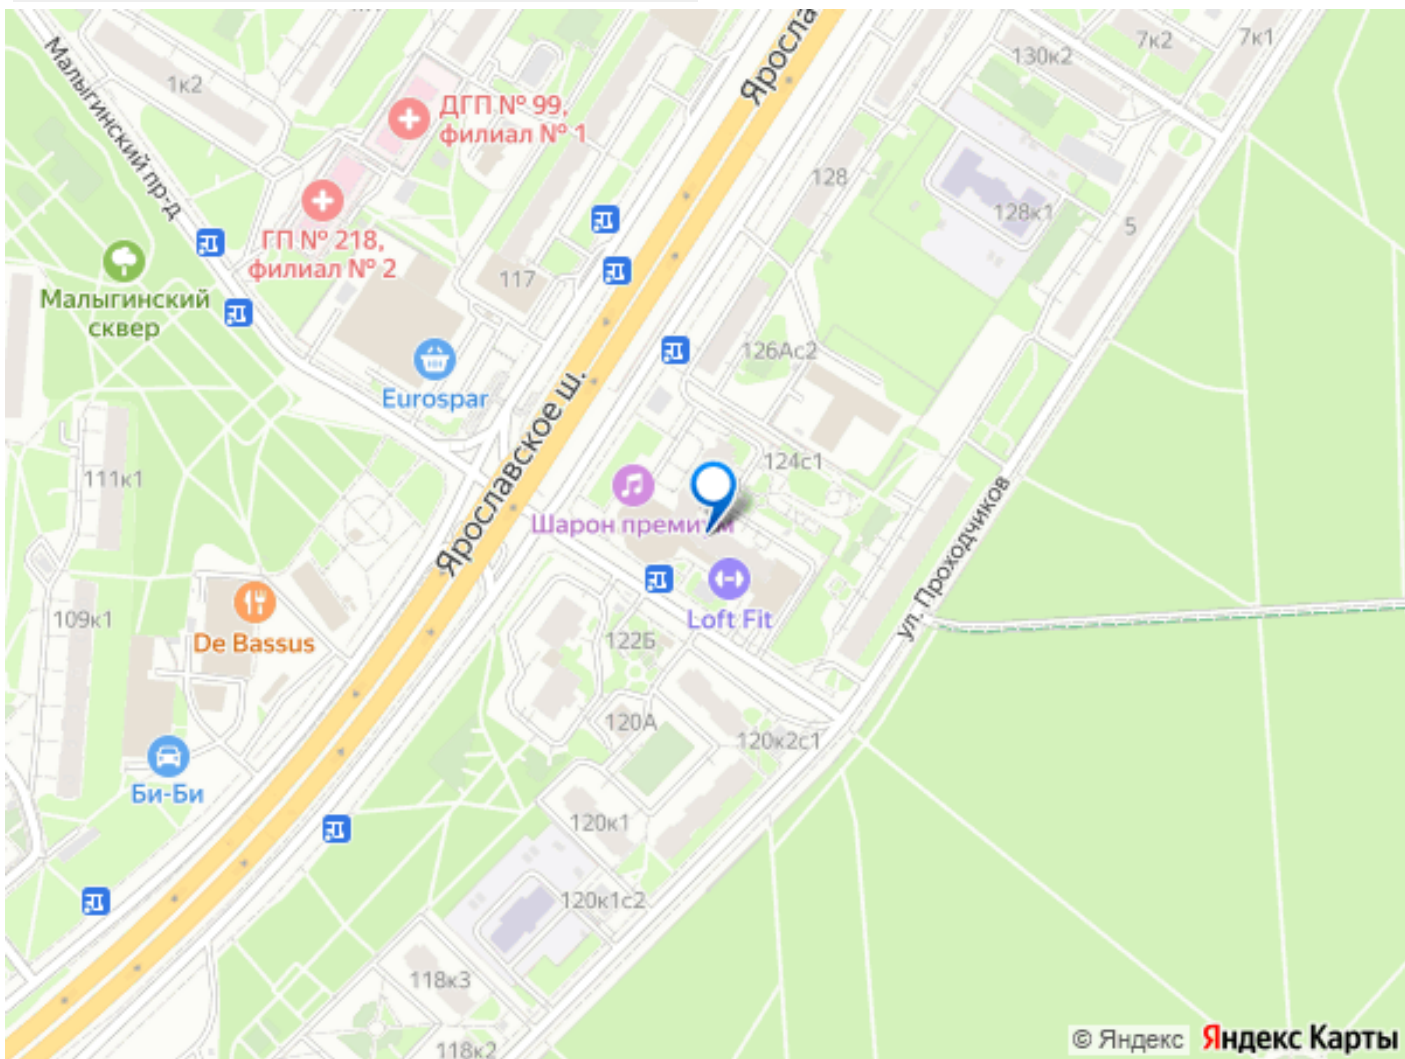 7к2
7к1
130к2
Яросла
Малыгинский пр-д
1к2
ДГП № 99,
филиал № 1
128
128к1
5
ГП № 218,
филиал № 2
117
Малыгинский
сквер
126Ас2
Eurospar
Ярославское ш.
111к1
124с1
Шарон премиум
ул. Проходчиков
109к1
De Bassus
Loft Fit
122Б
120А
120к2с1
Би-Би
120к1
120к1с2
118к3
118к2
© Яндекс Яндекс Карты